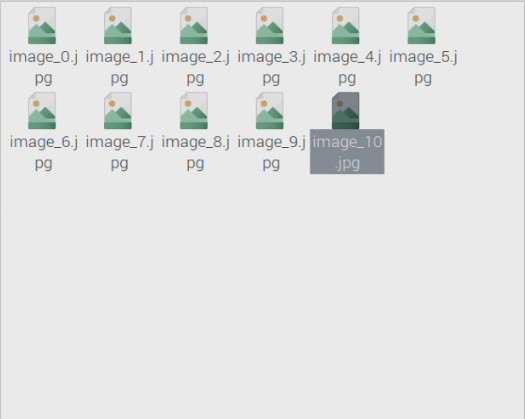 image_0.j image_1.j image_2.j image_3.j image_4.j image_5.j
pg pg pg pg pg pg
image_6.j image_7.j image_8.j image_9.j image_10
pg pg pg pg .jpg